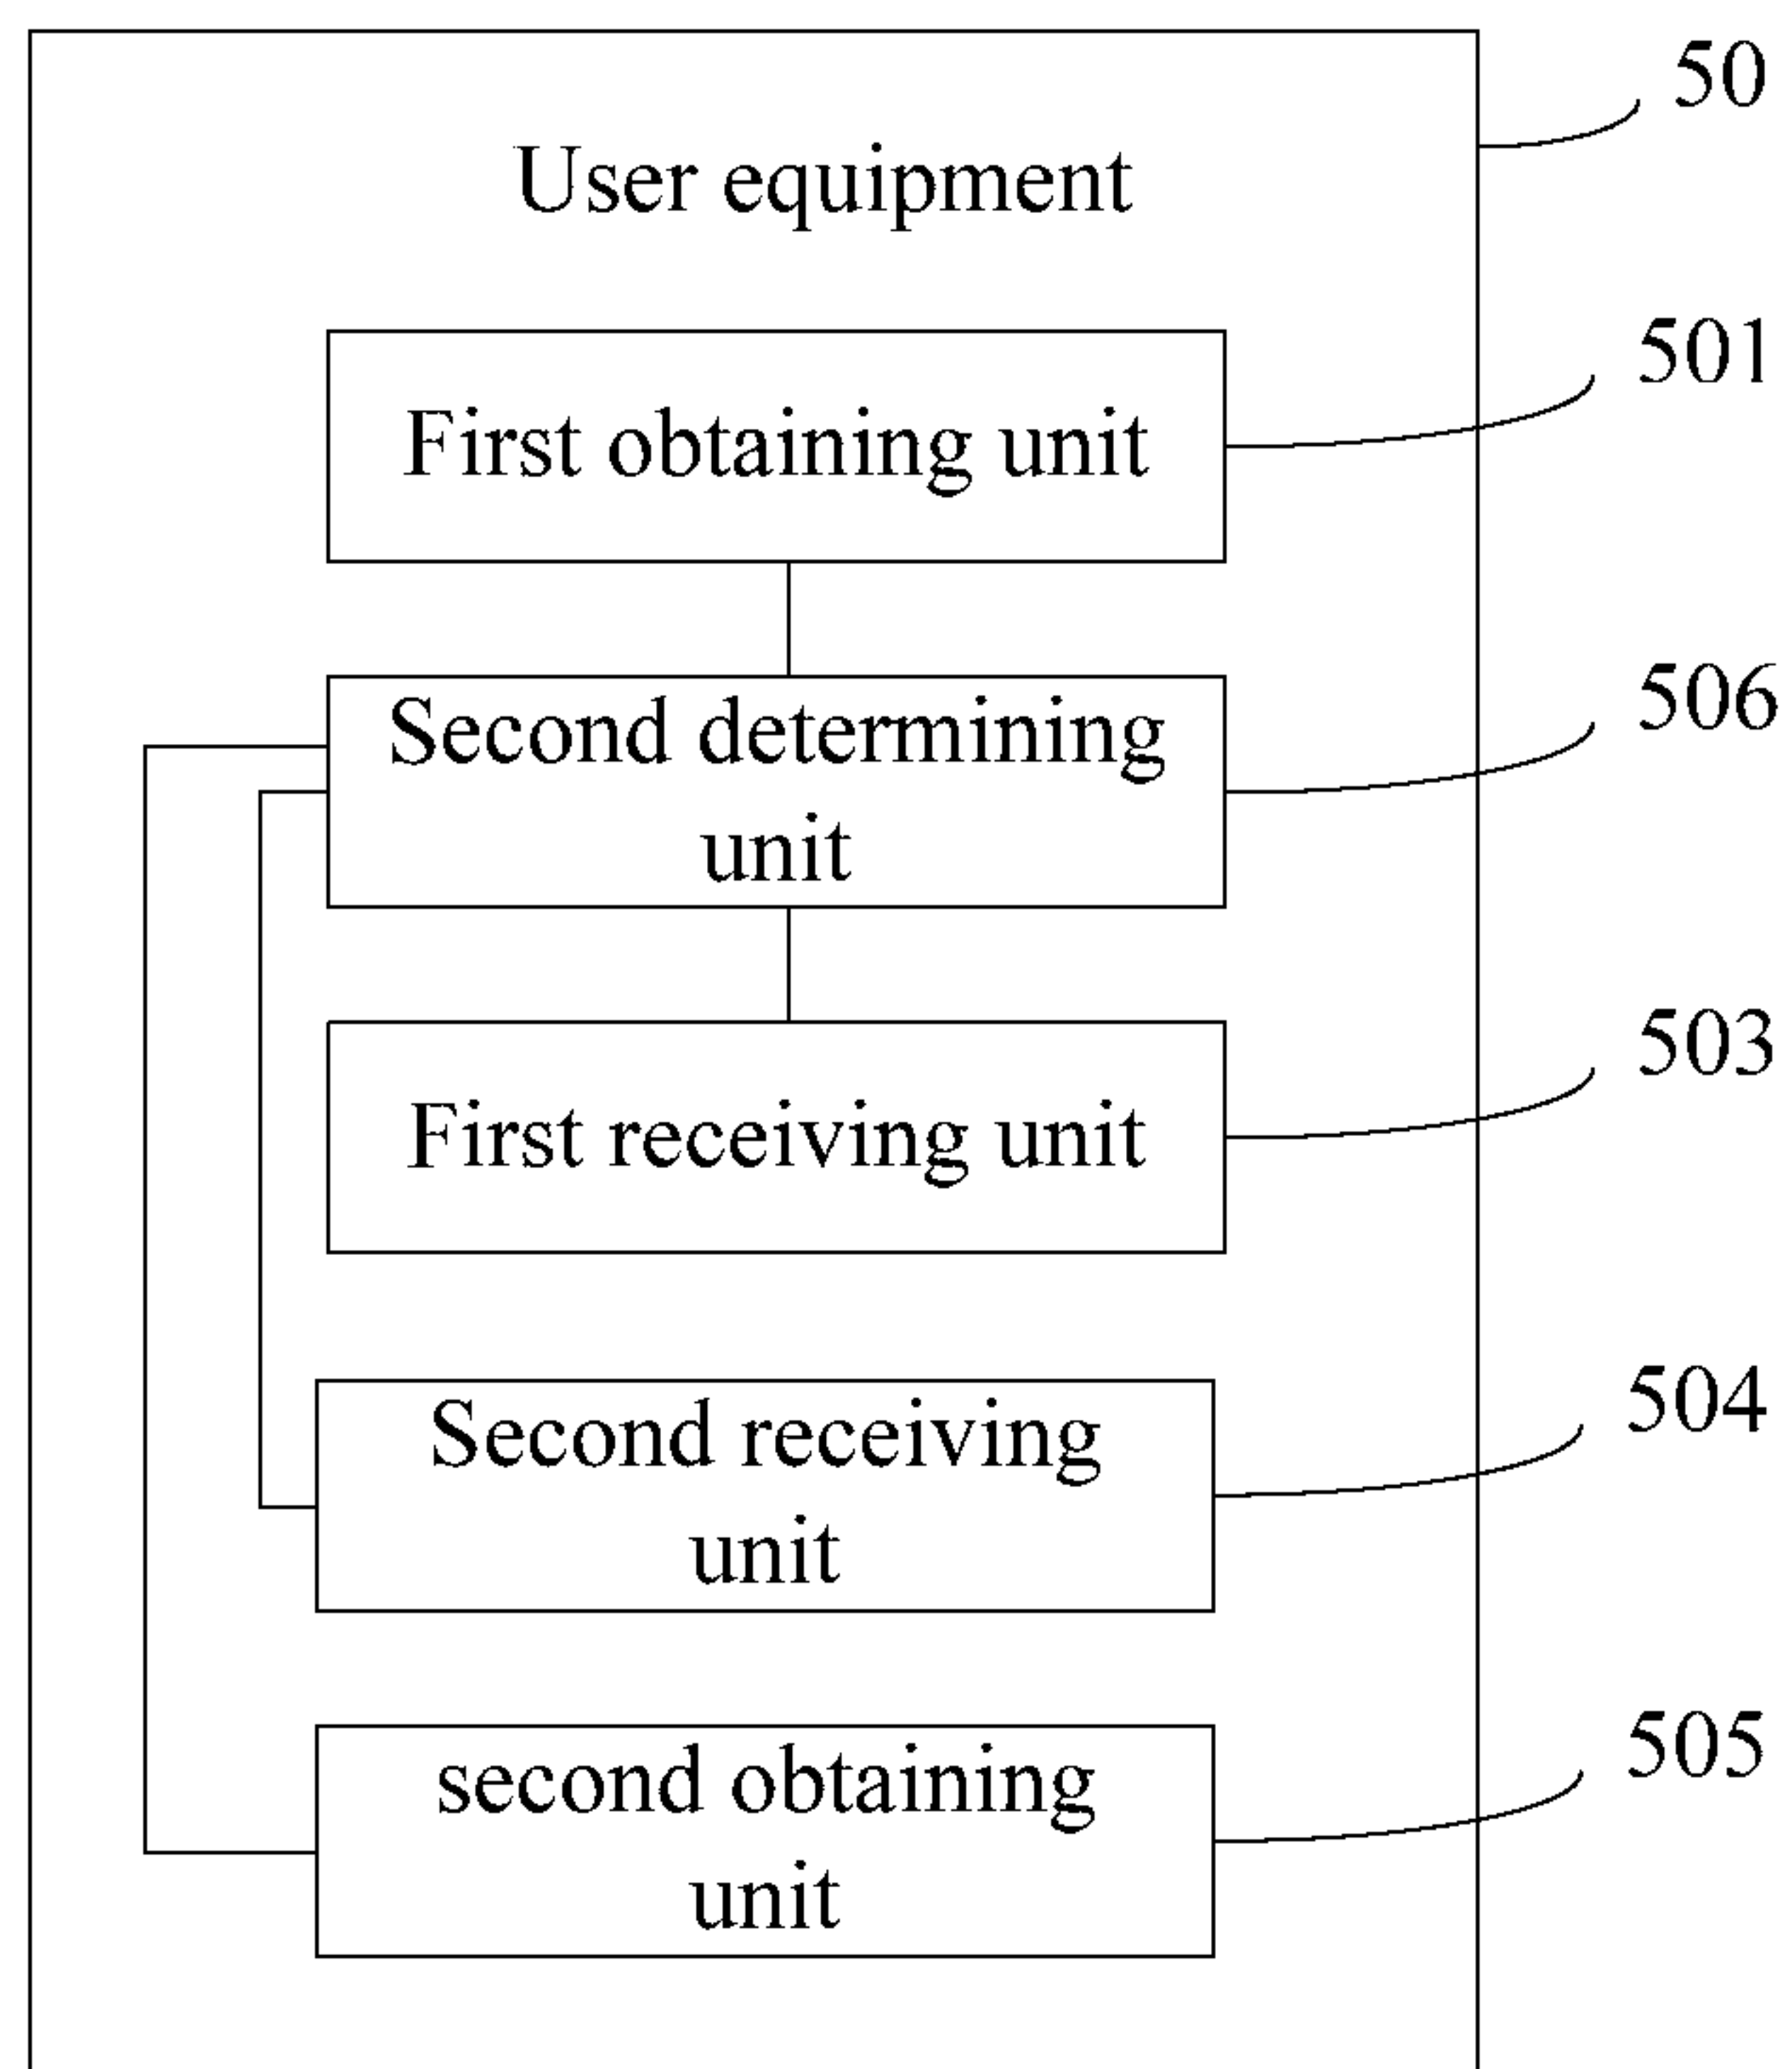 50
User equipment
501
First obtaining unit
506
Second determining
unit
503
First receiving unit
504
Second receiving
unit
505
second obtaining
unit